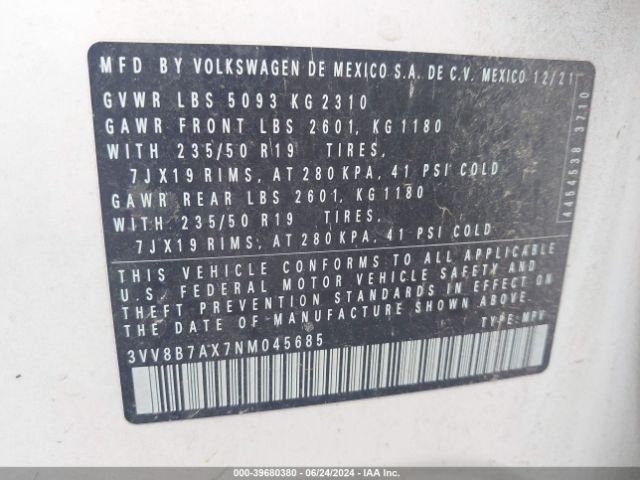 MFD BY VOLKSWAGEN DE MEXICO S.A. DE C.V. MEXICO 12/21
GVWR LBS 5093 KG 2310
GAWR FRONT LBS 2601, KG 1180
WITH 235/50 R19 TIRES,
7JX19 RIMS, AT 280 KPA, 41 PSI COLD
GAWR REAR LBS 2601, KG 1180
WITH 235/50 R19 TIRES,
7JX19 RIMS, AT 280 KPA, 41 PSI COLD
THIS VEHICLE CONFORMS TO ALL APPLICABLE
U.S. FEDERAL MOTOR VEHICLE SAFETY AND
THEFT PREVENTION STANDARDS IN EFFECT ON
DATE OF MANUFACTURE SHOWN ABOVE.
3VV8B7AX7NM045685 TYPE: MPV
4454538 3710
000-39680380 - 06/24/2024 - IAA Inc.